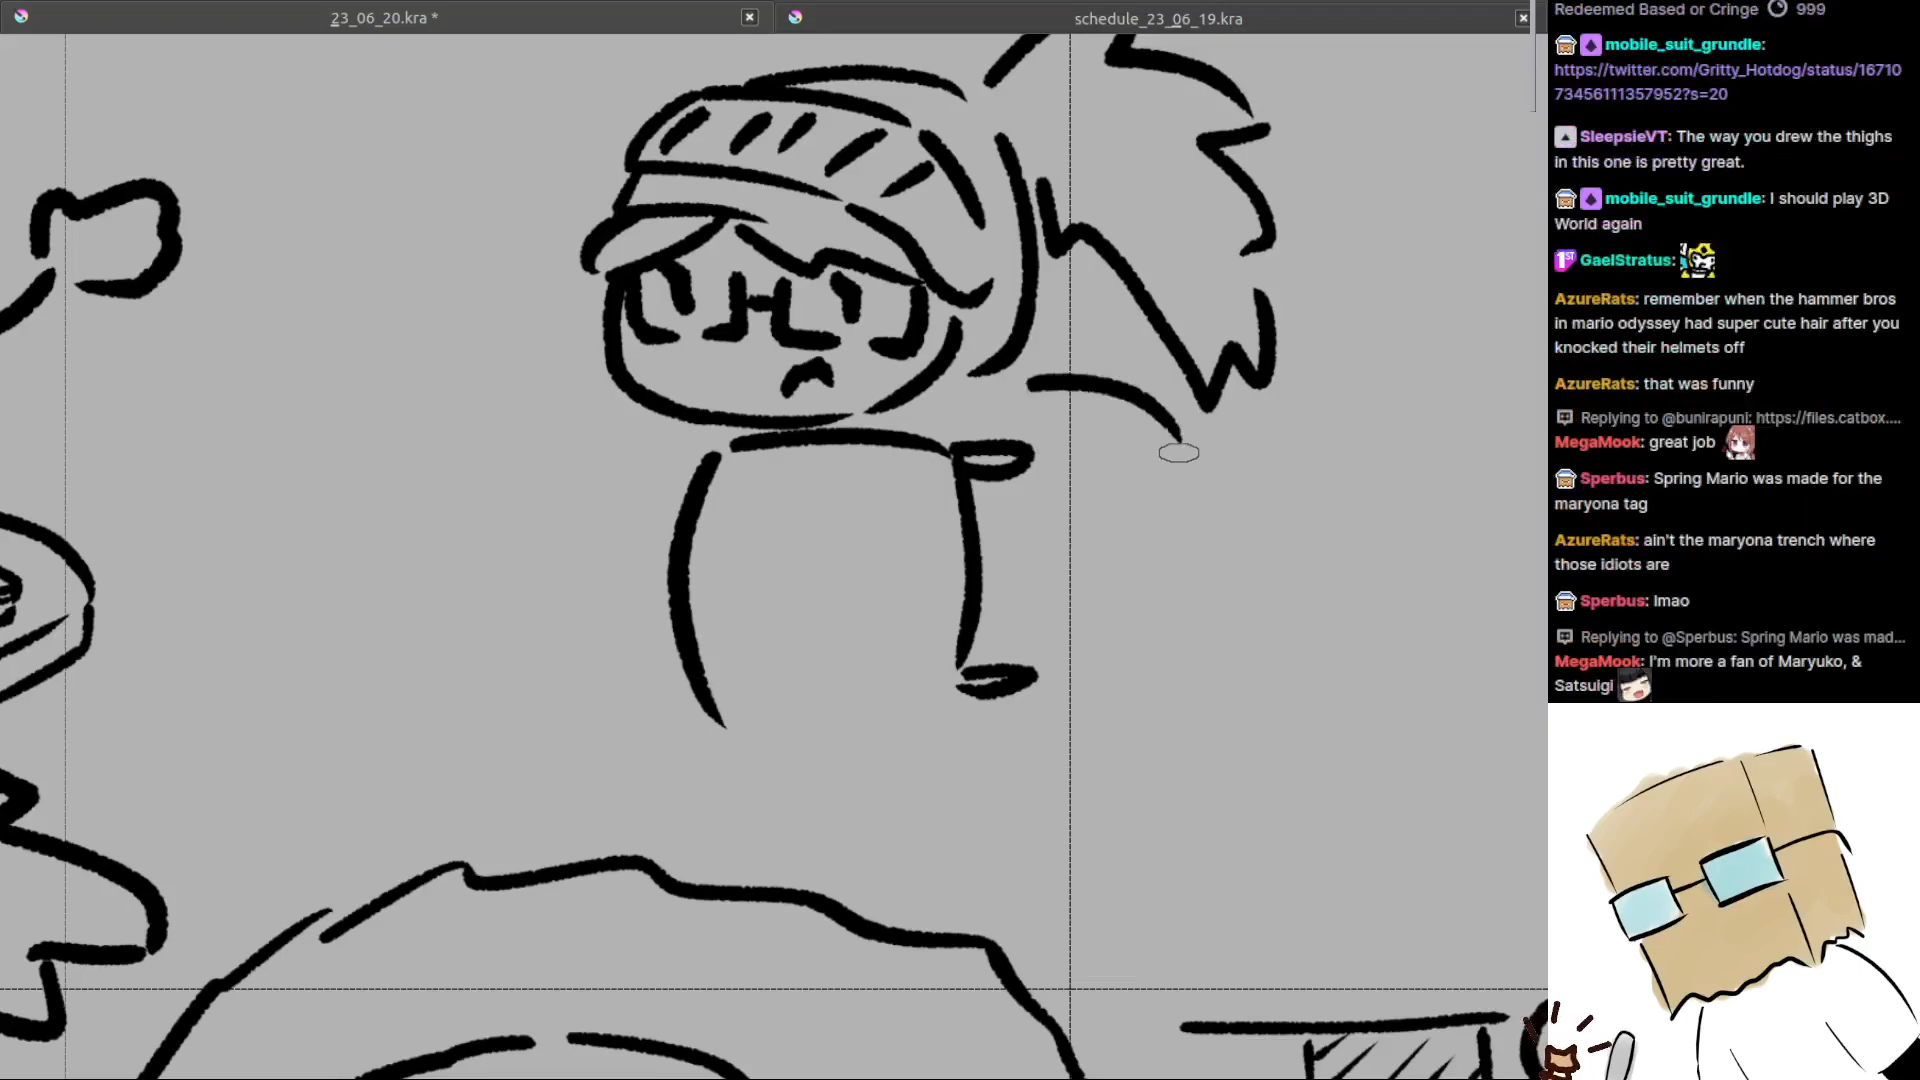 23_06_20.kra *
schedule_23_06_19.kra
Redeemed Based or Cringe 999
mobile_suit_grundle:
https://twitter.com/Gritty_Hotdog/status/16710
73456111357952?s=20
SleepsieVT: The way you drew the thighs
in this one is pretty great.
mobile_suit_grundle: I should play 3D
World again
1ST GaelStratus:
AzureRats: remember when the hammer bros
in mario odyssey had super cute hair after you
knocked their helmets off
AzureRats: that was funny
Replying to @bunirapuni: https://files.catbox....
MegaMook: great job
Sperbus: Spring Mario was made for the
maryona tag
AzureRats: ain't the maryona trench where
those idiots are
Sperbus: lmao
Replying to @Sperbus: Spring Mario was mad...
MegaMook: I'm more a fan of Maryuko, &
Satsuigi